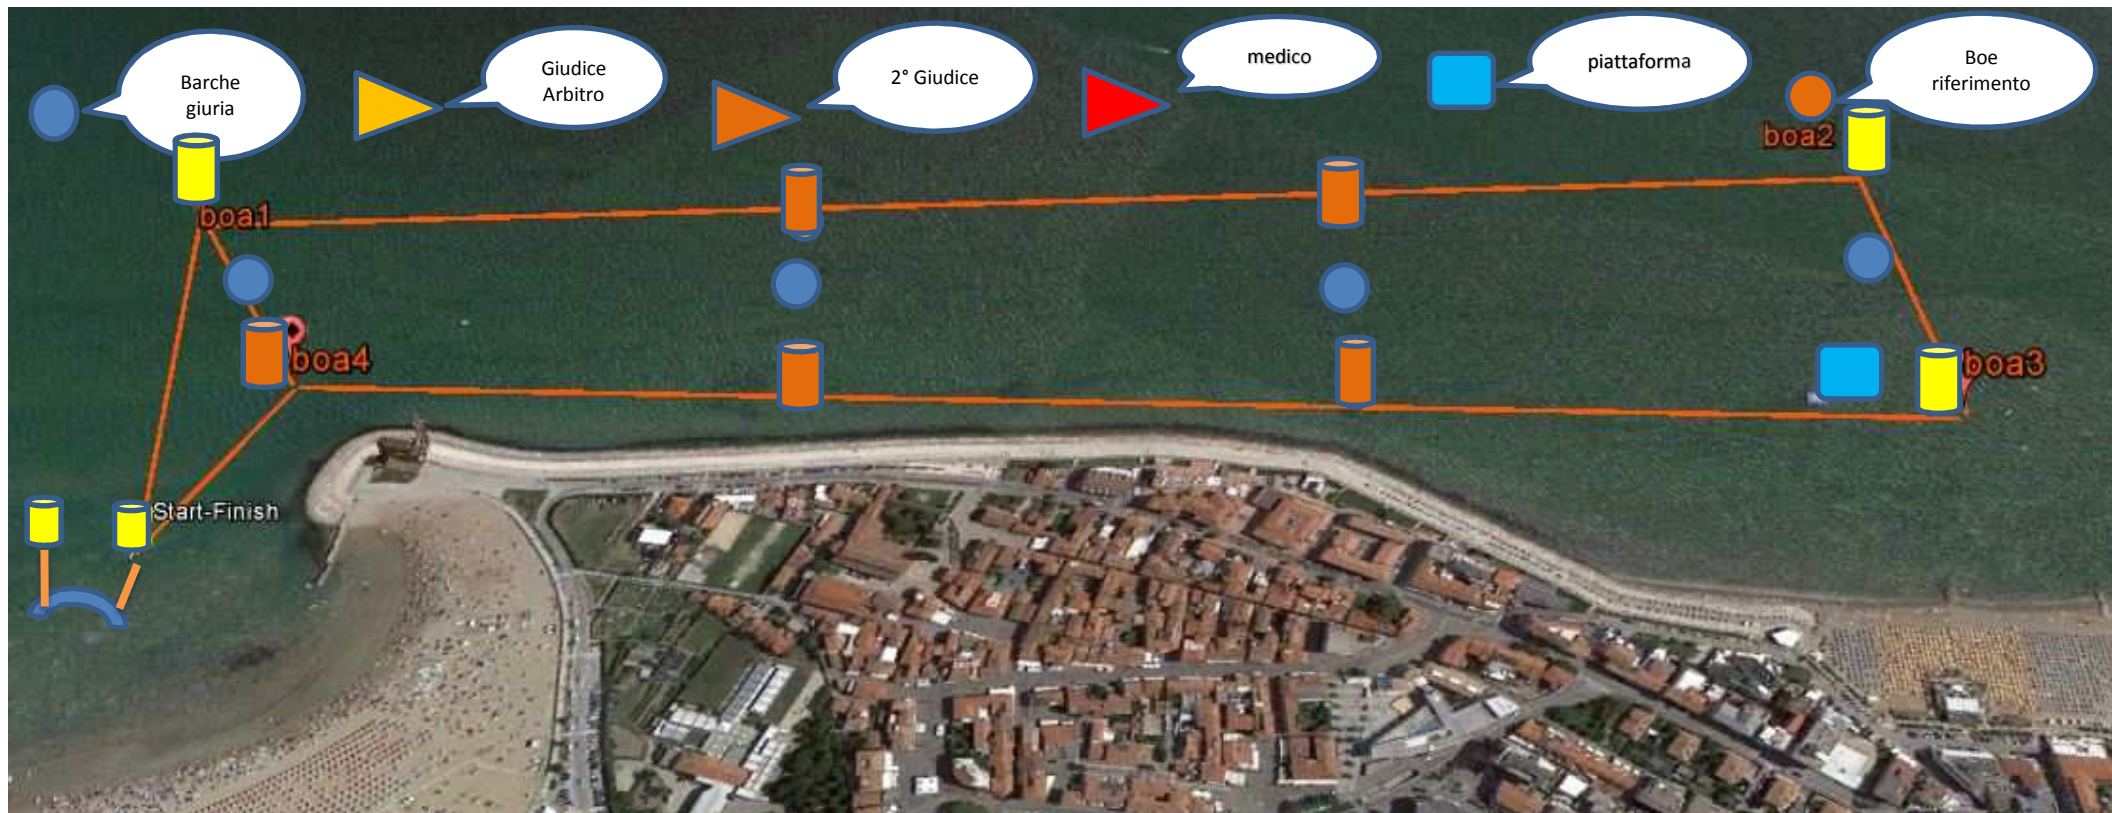 Barche
giuria
Giudice
Arbitro
2° Giudice
medico
piattaforma
Boe
riferimento
boa2
boa1
boa4
boa3
Start-Finish